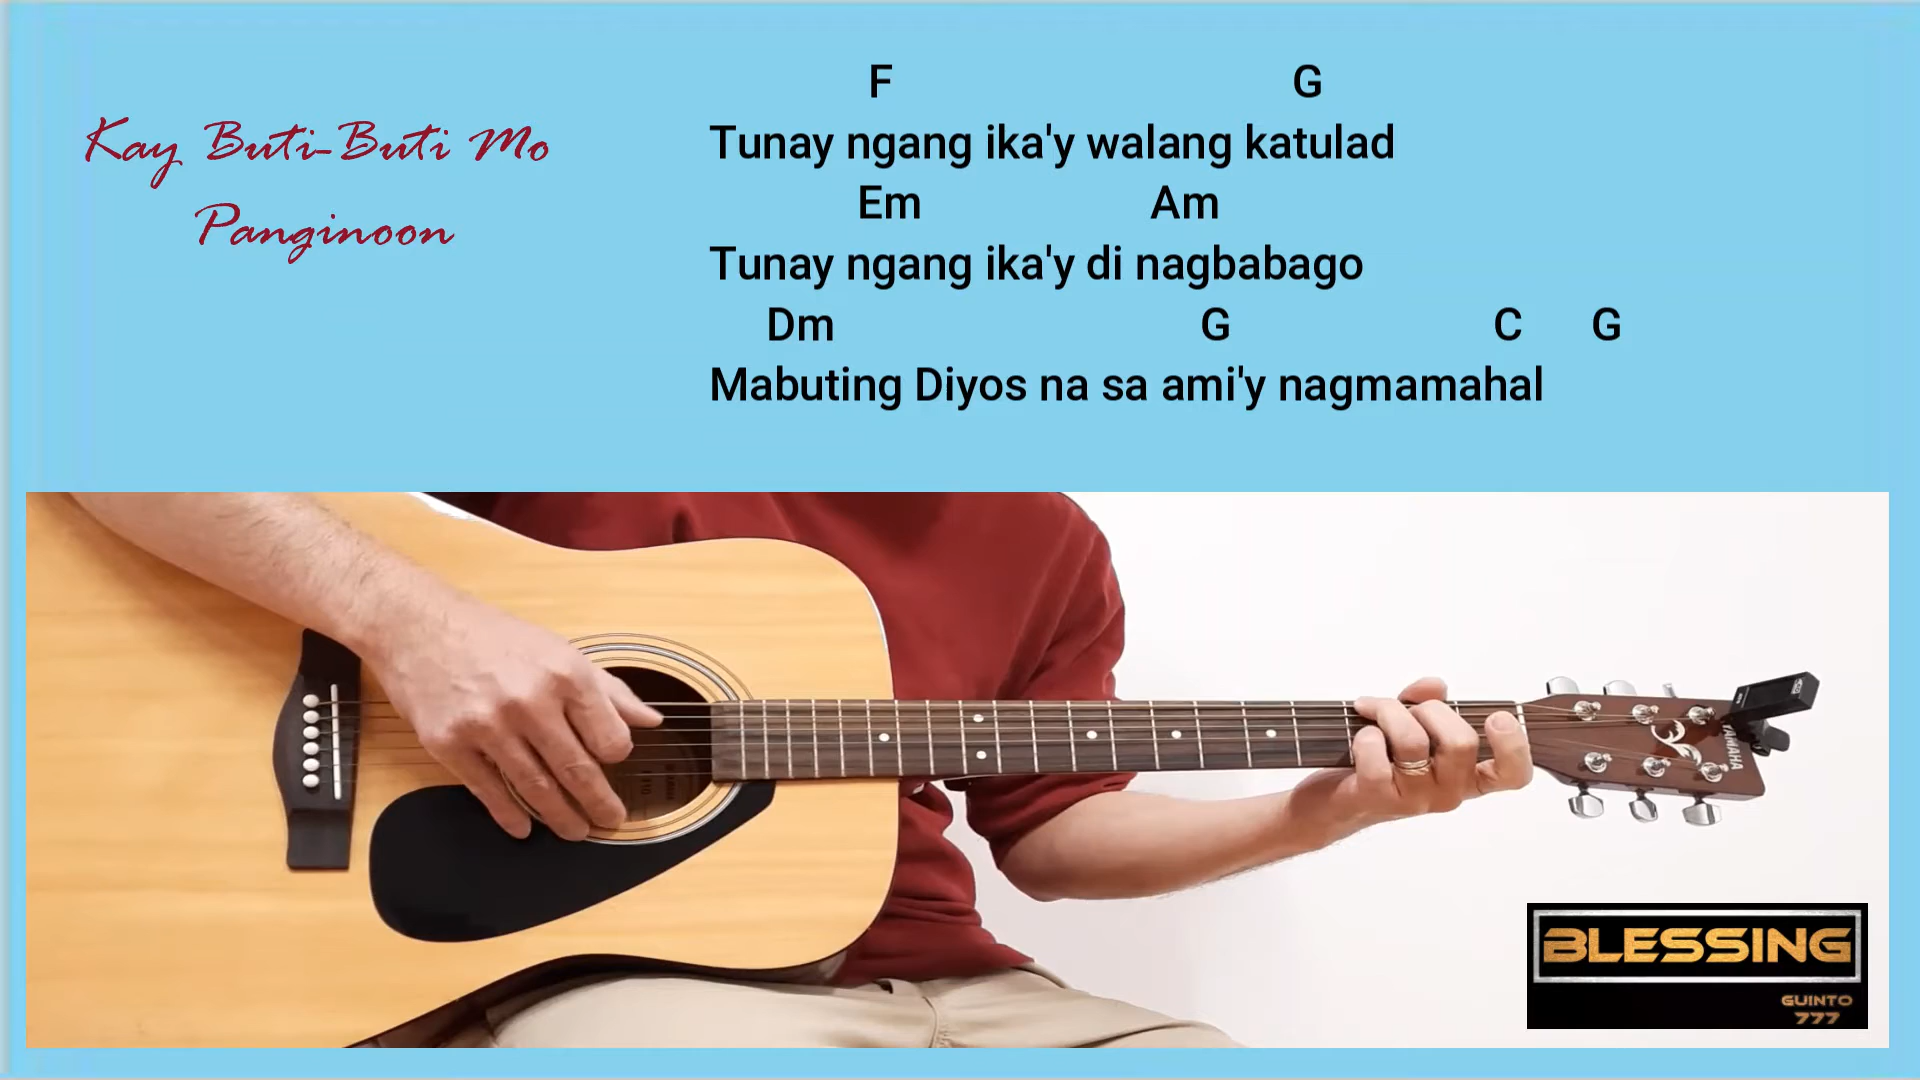 Kay Buti-Buti Mo
Panginoon
F G
Tunay ngang ika'y walang katulad
Em Am
Tunay ngang ika'y di nagbabago
Dm G C G
Mabuting Diyos na sa ami'y nagmamahal
YAMAHA
BLESSING
GUINTO
777